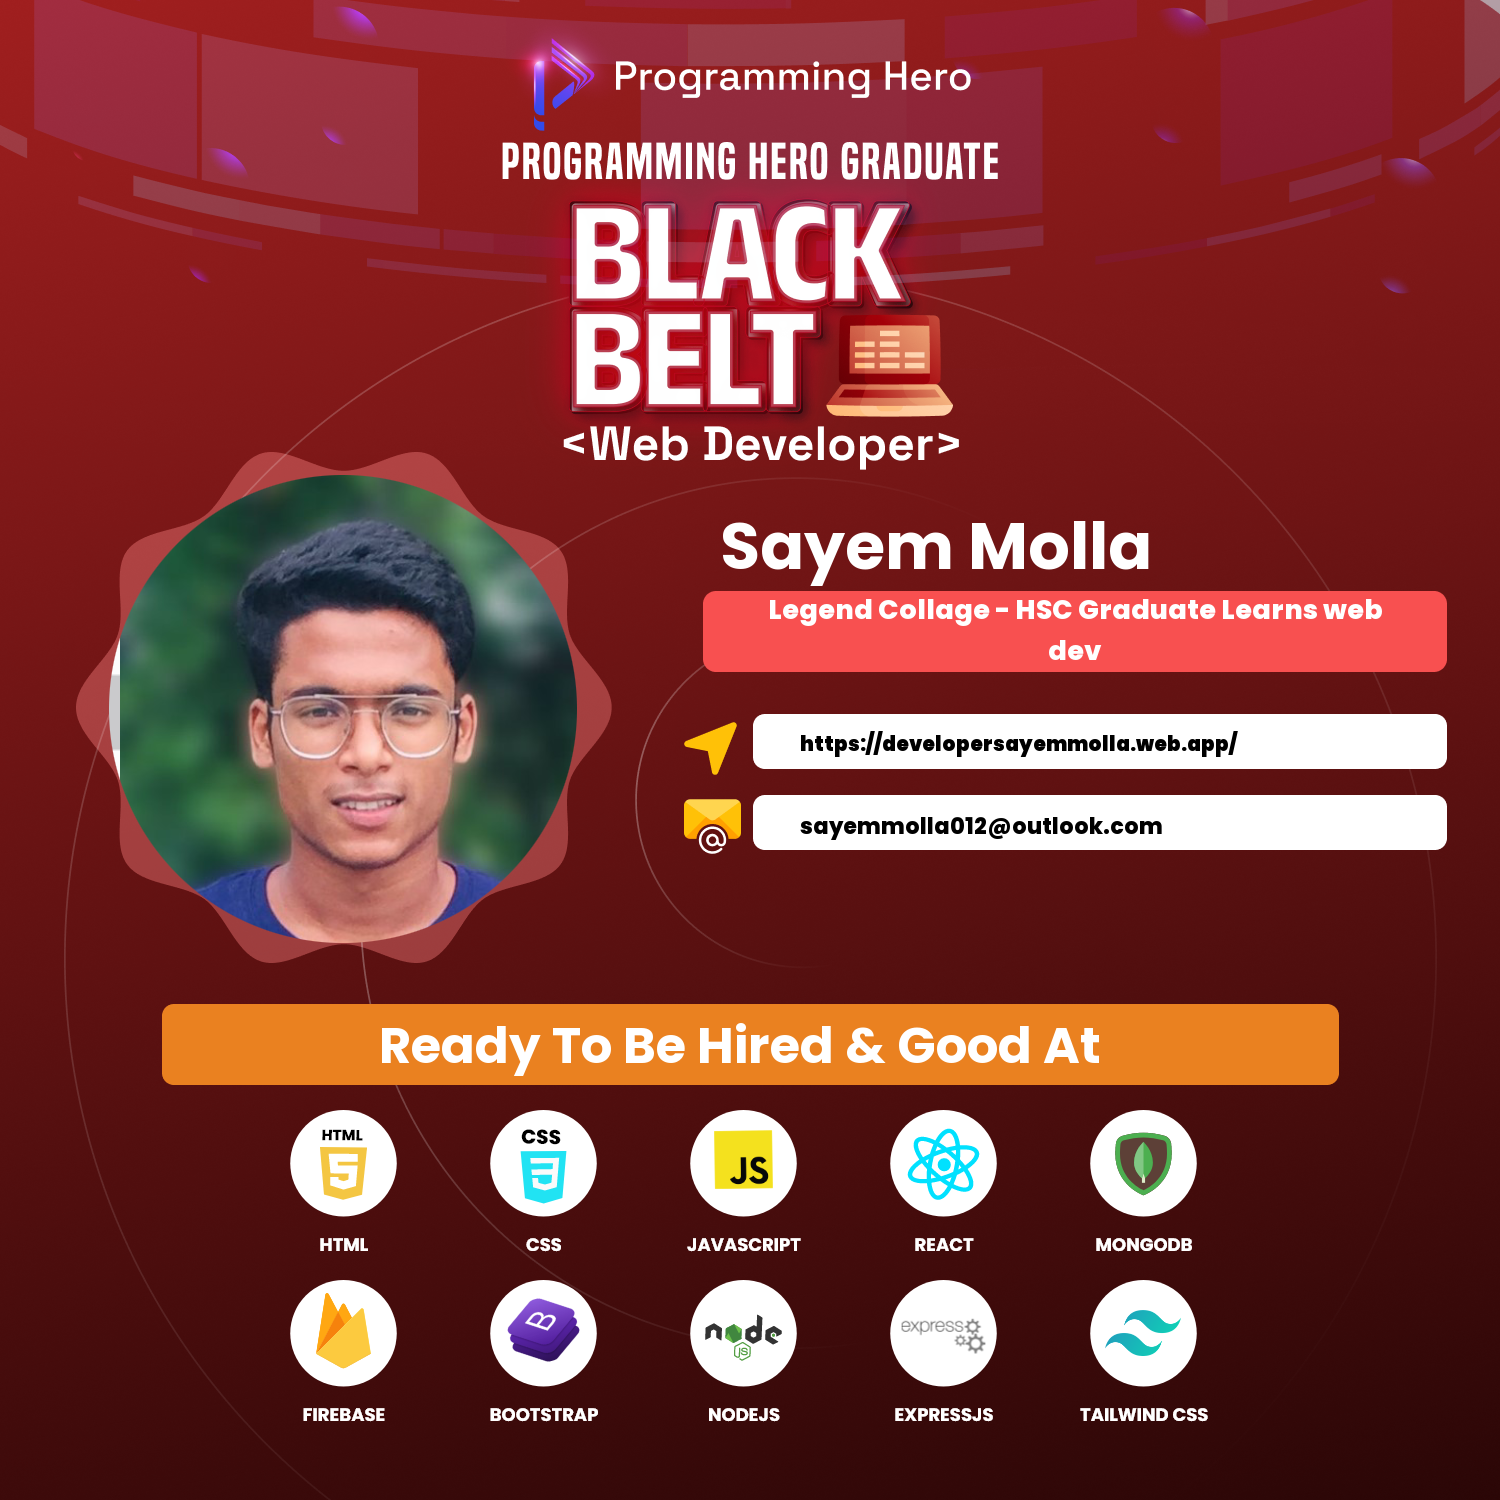 Programming Hero
PROGRAMMING HERO GRADUATE
BLACK
BELT
<Web Developer>
Sayem Molla
Legend Collage - HSC Graduate Learns web
dev
https://developersayemmolla.web.app/
@
sayemmolla012@outlook.com
Ready To Be Hired & Good At
HTML
5
CSS
3
JS
HTML
CSS
JAVASCRIPT
REACT
MONGODB
B
node
JS
express
FIREBASE
BOOTSTRAP
NODEJS
EXPRESSJS
TAILWIND CSS